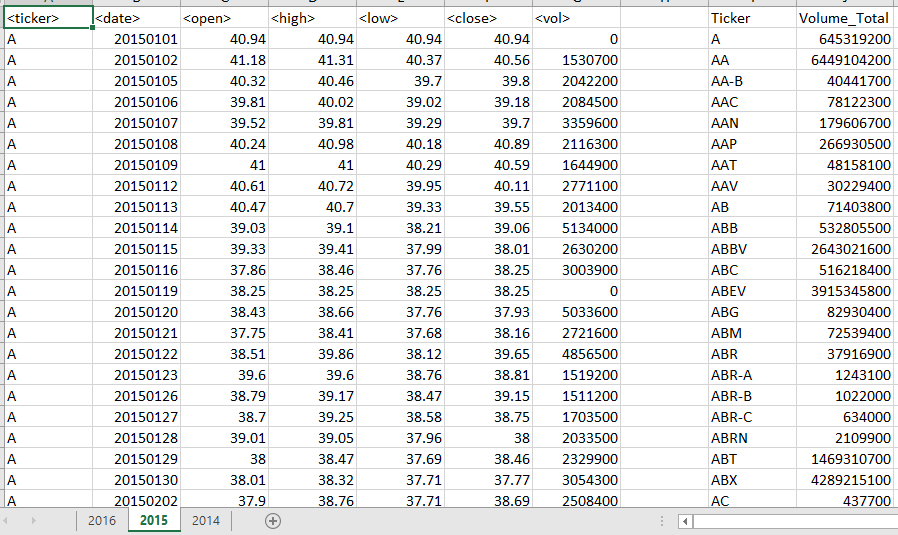 <ticker> <date> <open> <high> <low> <close> <vol> Ticker Volume_Total
A 20150101 40.94 40.94 40.94 40.94 0 A 645319200
A 20150102 41.18 41.31 40.37 40.56 1530700 AA 6449104200
A 20150105 40.32 40.46 39.7 39.8 2042200 AA-B 40441700
A 20150106 39.81 40.02 39.02 39.18 2084500 AAC 78122300
A 20150107 39.52 39.81 39.29 39.7 3359600 AAN 179606700
A 20150108 40.24 40.98 40.18 40.89 2116300 AAP 266930500
A 20150109 41 41 40.29 40.59 1644900 AAT 48158100
A 20150112 40.61 40.72 39.95 40.11 2771100 AAV 30229400
A 20150113 40.47 40.7 39.33 39.55 2013400 AB 71403800
A 20150114 39.03 39.1 38.21 39.06 5134000 ABB 532805500
A 20150115 39.33 39.41 37.99 38.01 2630200 ABBV 2643021600
A 20150116 37.86 38.46 37.76 38.25 3003900 ABC 516218400
A 20150119 38.25 38.25 38.25 38.25 0 ABEV 3915345800
A 20150120 38.43 38.66 37.76 37.93 5033600 ABG 82930400
A 20150121 37.75 38.41 37.68 38.16 2721600 ABM 72539400
A 20150122 38.51 39.86 38.12 39.65 4856500 ABR 37916900
A 20150123 39.6 39.6 38.76 38.81 1519200 ABR-A 1243100
A 20150126 38.79 39.17 38.47 39.15 1511200 ABR-B 1022000
A 20150127 38.7 39.25 38.58 38.75 1703500 ABR-C 634000
A 20150128 39.01 39.05 37.96 38 2033500 ABRN 2109900
A 20150129 38 38.47 37.69 38.46 2329900 ABT 1469310700
A 20150130 38.01 38.32 37.71 37.77 3054300 ABX 4289215100
A 20150202 37.9 38.76 37.71 38.69 2508400 AC 437700
2016 2015 2014